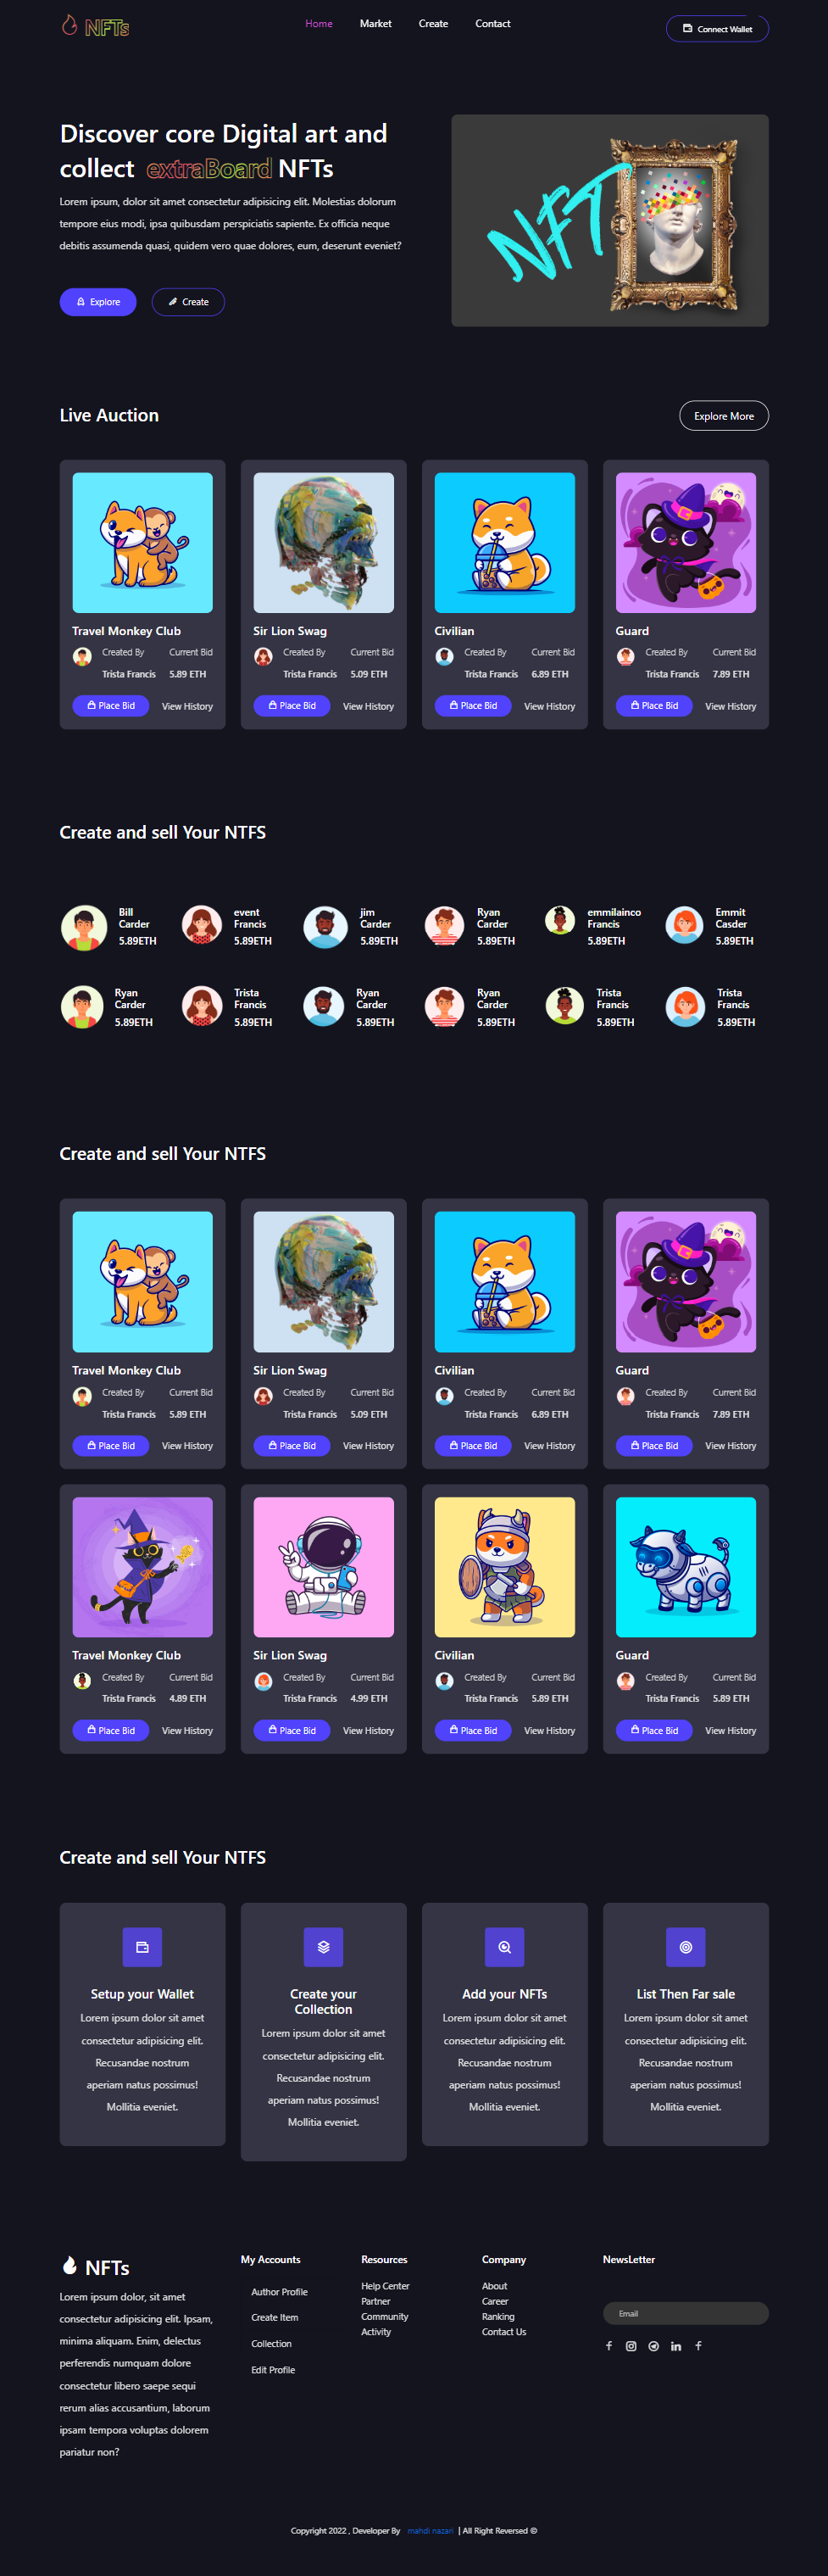 NFTs
Home Market Create Contact
Connect Wallet
Discover core Digital art and
collect extraBoard NFTs
Lorem ipsum, dolor sit amet consectetur adipisicing elit. Molestias dolorum
tempore eius modi, ipsa quibusdam perspiciatis sapiente. Ex officia neque
debitis assumenda quasi, quidem vero quae dolores, eum, deserunt eveniet?
Explore Create
NFT
Live Auction
Explore More
Travel Monkey Club Sir Lion Swag Civilian Guard
Created By Current Bid Created By Current Bid Created By Current Bid Created By Current Bid
Trista Francis 5.89 ETH Trista Francis 5.09 ETH Trista Francis 6.89 ETH Trista Francis 7.89 ETH
Place Bid View History Place Bid View History Place Bid View History Place Bid View History
Create and sell Your NTFS
Bill event jim Ryan emmilainco Emmit
Carder Francis Carder Carder Francis Casder
5.89ETH 5.89ETH 5.89ETH 5.89ETH 5.89ETH 5.89ETH
Ryan Trista Ryan Ryan Trista Trista
Carder Francis Carder Carder Francis Francis
5.89ETH 5.89ETH 5.89ETH 5.89ETH 5.89ETH 5.89ETH
Create and sell Your NTFS
Travel Monkey Club Sir Lion Swag Civilian Guard
Created By Current Bid Created By Current Bid Created By Current Bid Created By Current Bid
Trista Francis 5.89 ETH Trista Francis 5.09 ETH Trista Francis 6.89 ETH Trista Francis 7.89 ETH
Place Bid View History Place Bid View History Place Bid View History Place Bid View History
Travel Monkey Club Sir Lion Swag Civilian Guard
Created By Current Bid Created By Current Bid Created By Current Bid Created By Current Bid
Trista Francis 4.89 ETH Trista Francis 4.99 ETH Trista Francis 5.89 ETH Trista Francis 5.89 ETH
Place Bid View History Place Bid View History Place Bid View History Place Bid View History
Create and sell Your NTFS
Setup your Wallet
Lorem ipsum dolor sit amet
consectetur adipisicing elit.
Recusandae nostrum
aperiam natus possimus!
Mollitia eveniet.
Create your
Collection
Lorem ipsum dolor sit amet
consectetur adipisicing elit.
Recusandae nostrum
aperiam natus possimus!
Mollitia eveniet.
Add your NFTs
Lorem ipsum dolor sit amet
consectetur adipisicing elit.
Recusandae nostrum
aperiam natus possimus!
Mollitia eveniet.
List Then Far sale
Lorem ipsum dolor sit amet
consectetur adipisicing elit.
Recusandae nostrum
aperiam natus possimus!
Mollitia eveniet.
NFTs
Lorem ipsum dolor, sit amet
consectetur adipisicing elit. Ipsam,
minima aliquam. Enim, delectus
perferendis numquam dolore
consectetur libero saepe sequi
rerum alias accusantium, laborum
ipsam tempora voluptas dolorem
pariatur non?
My Accounts
Author Profile
Create Item
Collection
Edit Profile
Resources
Help Center
Partner
Community
Activity
Company
About
Career
Ranking
Contact Us
NewsLetter
Email
Copyright 2022 , Developer By mahdi nazari | All Right Reversed ©